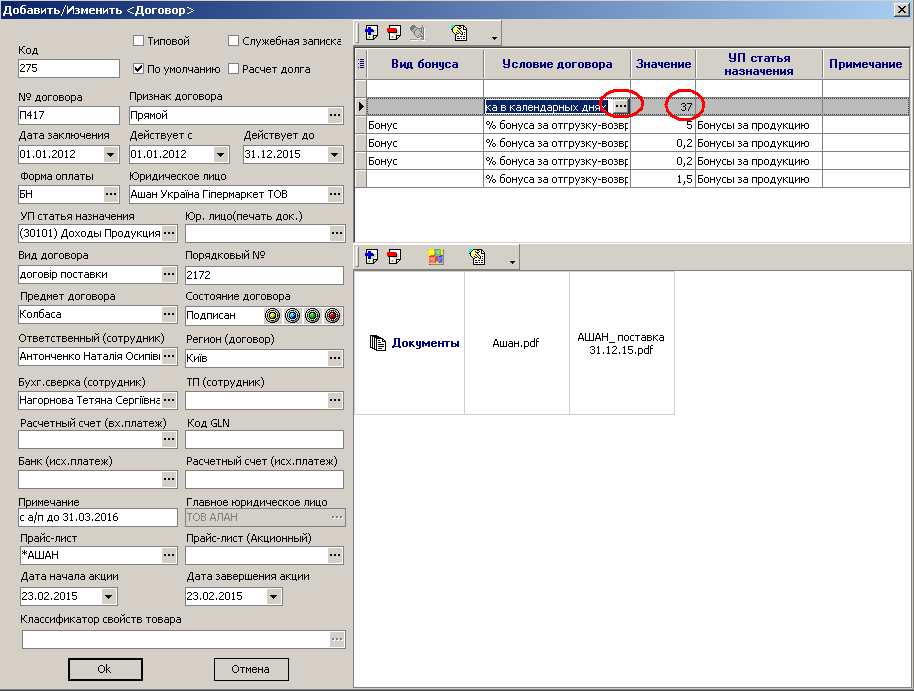 Добавить/Изменить <Договор>
Код
Типовой
Служебная записка
275
По умолчанию
Расчет долга
№ договора
Признак договора
П417
Прямой
Дата заключения
Действует с
Действует до
01.01.2012
01.01.2012
31.12.2015
Форма оплаты
Юридическое лицо
БН
Ашан Україна Гіпермаркет ТОВ
УП статья назначения
Юр. лицо(печать док.)
(30101) Доходы Продукция
Вид договора
Порядковый №
договір поставки
2172
Предмет договора
Состояние договора
Колбаса
Подписан
Ответственный (сотрудник)
Регион (договор)
Антонченко Наталія Осипівн
Київ
Бухг.сверка (сотрудник)
ТП (сотрудник)
Нагорнова Тетяна Сергіївна
Расчетный счет (вх.платеж)
Код GLN
Банк (исх.платеж)
Расчетный счет (исх.платеж)
Примечание
Главное юридическое лицо
с а/п до 31.03.2016
ТОВ АЛАН
Прайс-лист
Прайс-лист (Акционный)
*АШАН
Дата начала акции
Дата завершения акции
23.02.2015
23.02.2015
Классификатор свойств товара
Ok
Отмена
Вид бонуса
Условие договора
Значение
УП статья назначения
Примечание
ка в календарных днях
37
Бонус
% бонуса за отгрузку-возвр
5
Бонусы за продукцию
Бонус
% бонуса за отгрузку-возвр
0,2
Бонусы за продукцию
Бонус
% бонуса за отгрузку-возвр
0,2
Бонусы за продукцию
% бонуса за отгрузку-возвр
1,5
Бонусы за продукцию
Документы
Ашан.pdf
АШАН_ поставка
31.12.15.pdf